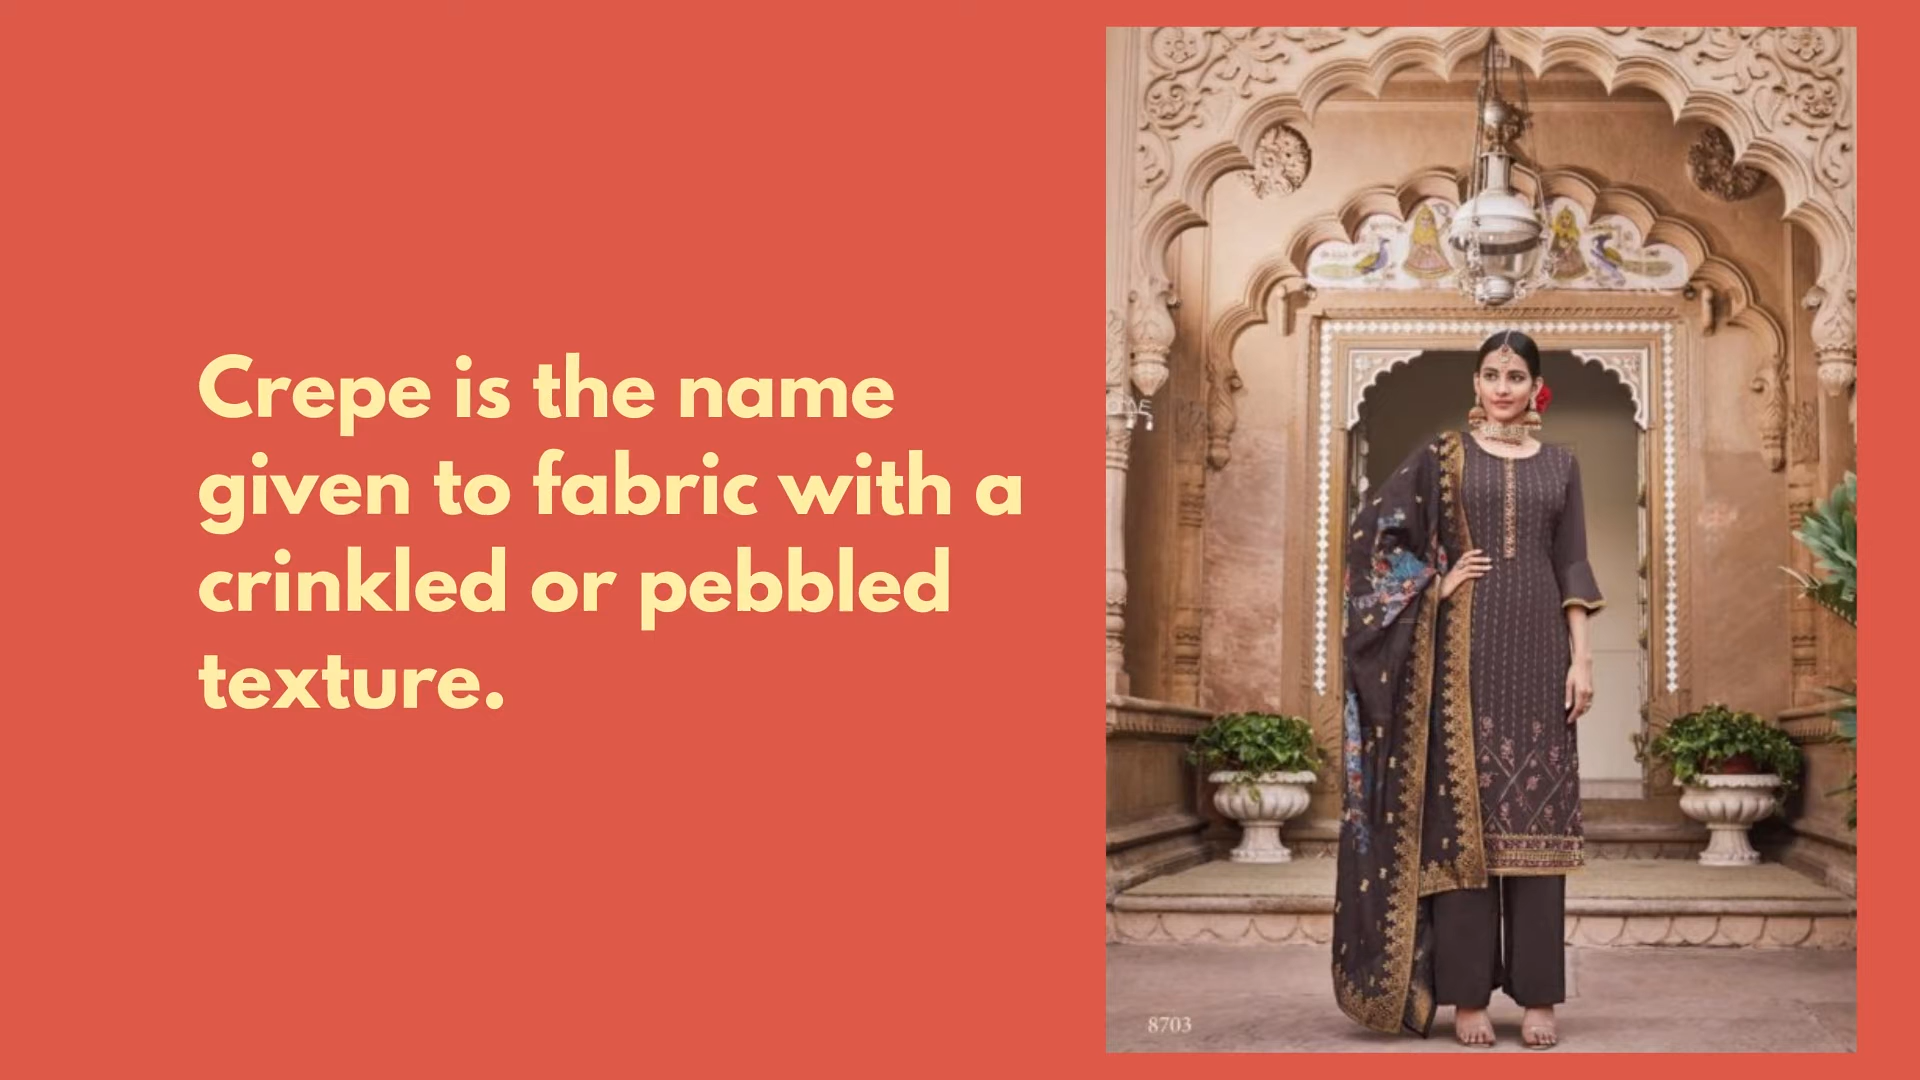 Crepe is the name
given to fabric with a
crinkled or pebbled
texture.
8703